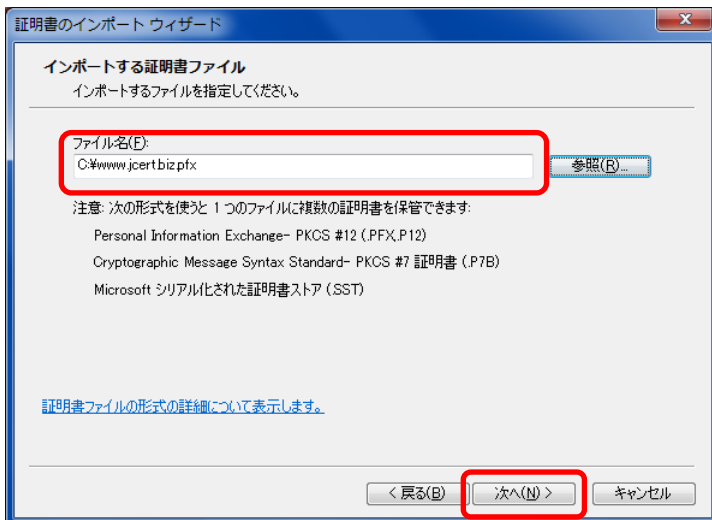 証明書のインポート ウィザード
インポートする証明書ファイル
インポートするファイルを指定してください。
ファイル名(F):
C:¥www.jcert.biz.pfx
参照(R)...
注意: 次の形式を使うと 1 つのファイルに複数の証明書を保管できます:
Personal Information Exchange- PKCS #12 (.PFX,.P12)
Cryptographic Message Syntax Standard- PKCS #7 証明書 (.P7B)
Microsoft シリアル化された証明書ストア (.SST)
証明書ファイルの形式の詳細について表示します。
< 戻る(B)
次へ(N) >
キャンセル